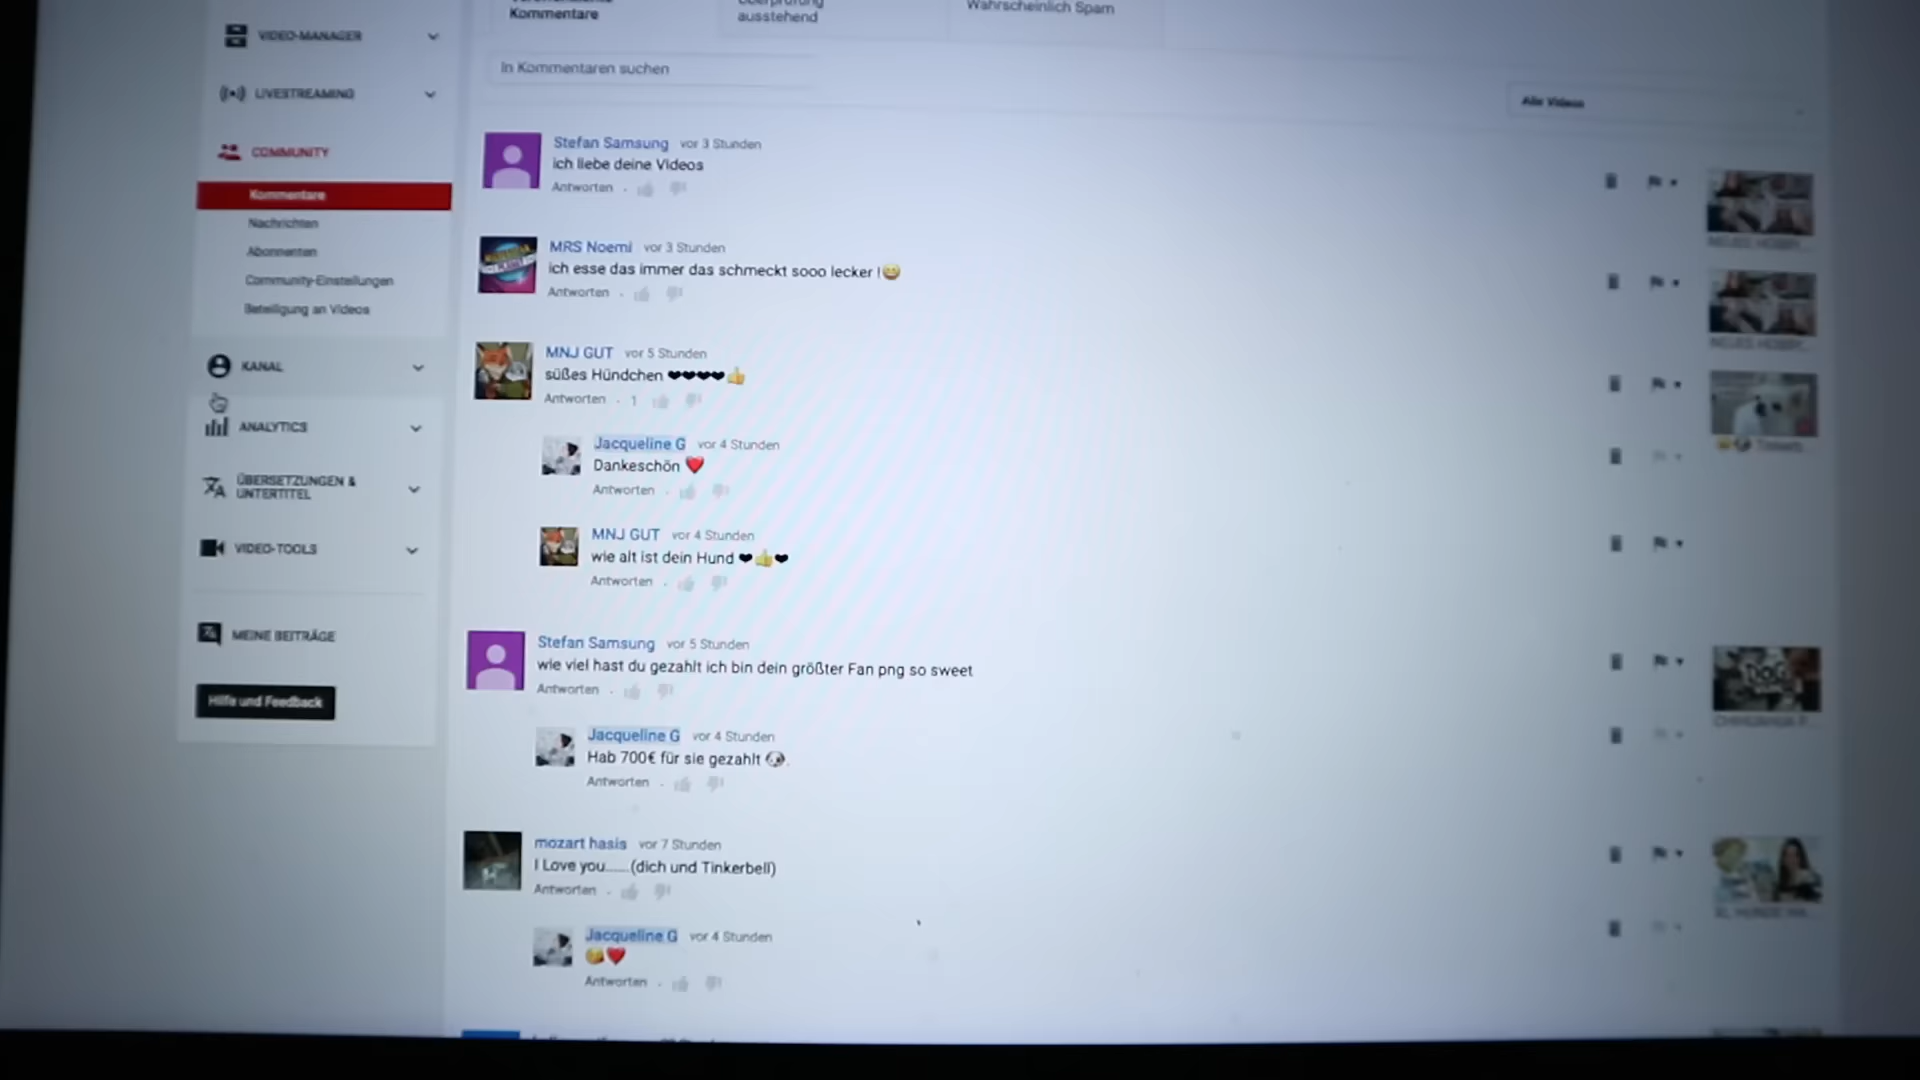 Kommentare
ausstehend
Wahrscheinlich Spam
VIDEO-MANAGER
In Kommentaren suchen
LIVESTREAMING
Alle Videos
COMMUNITY
Kommentare
Nachrichten
Abonnenten
Community-Einstellungen
Beteiligung an Videos
KANAL
ANALYTICS
ÜBERSETZUNGEN &
UNTERTITEL
VIDEO-TOOLS
MEINE BEITRÄGE
Hilfe und Feedback
Stefan Samsung vor 3 Stunden
ich liebe deine Videos
Antworten
MRS Noemi vor 3 Stunden
ich esse das immer das schmeckt sooo lecker !😄
Antworten
MNJ GUT vor 5 Stunden
süßes Hündchen ❤❤❤❤👍
Antworten · 1
Jacqueline G vor 4 Stunden
Dankeschön ❤️
Antworten
MNJ GUT vor 4 Stunden
wie alt ist dein Hund ❤👍❤
Antworten
Stefan Samsung vor 5 Stunden
wie viel hast du gezahlt ich bin dein größter Fan png so sweet
Antworten
Jacqueline G vor 4 Stunden
Hab 700€ für sie gezahlt 🐶.
Antworten
mozart hasis vor 7 Stunden
I Love you......(dich und Tinkerbell)
Antworten
Jacqueline G vor 4 Stunden
😘❤️
Antworten